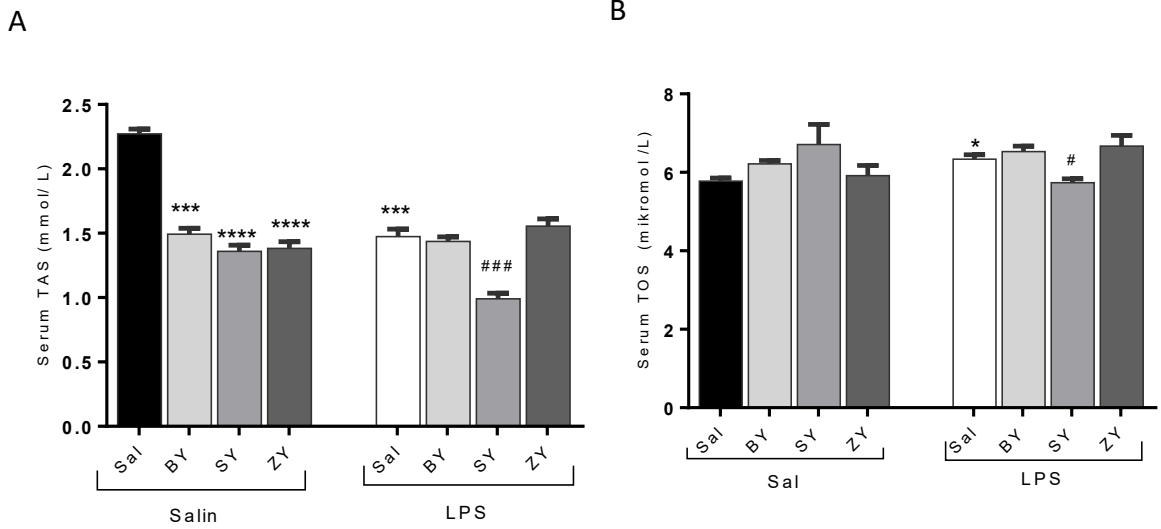 A
Serum TAS (mmol/ L)
2.5
2.0
1.5
1.0
0.5
0.0
***
****
****
***
###
Sal
BY
SY
ZY
Sal
BY
SY
ZY
Salin
LPS
B
Serum TOS (mikromol /L)
8
6
4
2
0
*
#
Sal
BY
SY
ZY
Sal
BY
SY
ZY
Sal
LPS